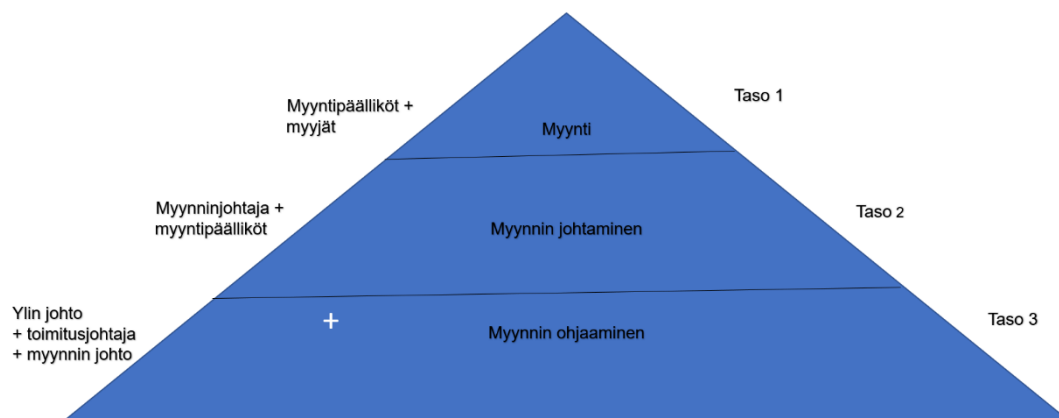 Myyntipäälliköt +
myyjät
Myynti
Taso 1
Myynninjohtaja +
myyntipäälliköt
Myynnin johtaminen
Taso 2
Ylin johto
+ toimitusjohtaja
+ myynnin johto
+
Myynnin ohjaaminen
Taso 3